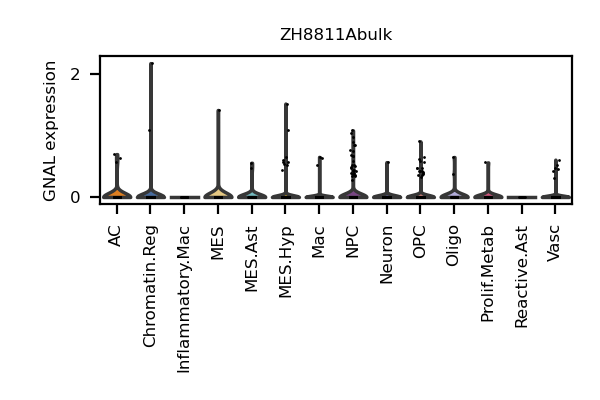 ZH8811Abulk
GNAL expression
2
0
AC
Chromatin.Reg
Inflammatory.Mac
MES
MES.Ast
MES.Hyp
Mac
NPC
Neuron
OPC
Oligo
Prolif.Metab
Reactive.Ast
Vasc